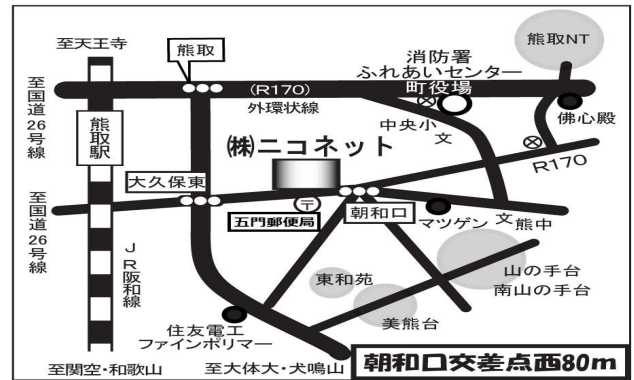 至天王寺
熊取
熊取NT
消防署
ふれあいセンター
町役場
(R170)
外環状線
至国道26号線
熊取駅
中央小
文
佛心殿
㈱ニコネット
R170
大久保東
至国道26号線
〒
五門郵便局
朝和口
マツゲン
文
熊中
JR阪和線
東和苑
山の手台
南山の手台
美熊台
住友電工
ファインポリマー
至関空・和歌山
至大体大・犬鳴山
朝和口交差点西80m